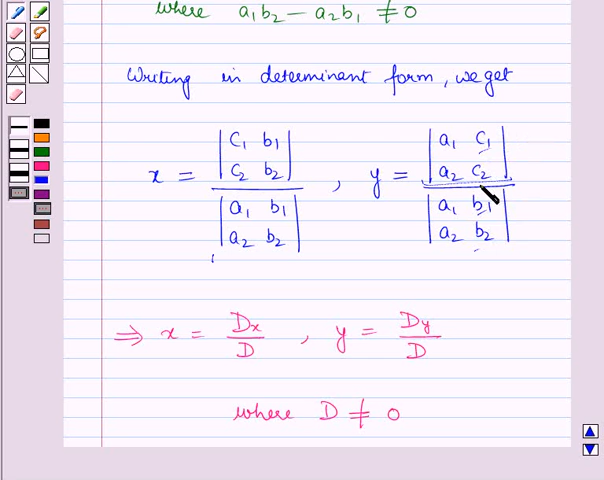 where a₁b₂ − a₂b₁ ≠ 0
Writing in determinant form, we get
x = |c₁ b₁; c₂ b₂| / |a₁ b₁; a₂ b₂| , y = |a₁ c₁; a₂ c₂| / |a₁ b₁; a₂ b₂|
⇒ x = Dx/D , y = Dy/D
where D ≠ 0